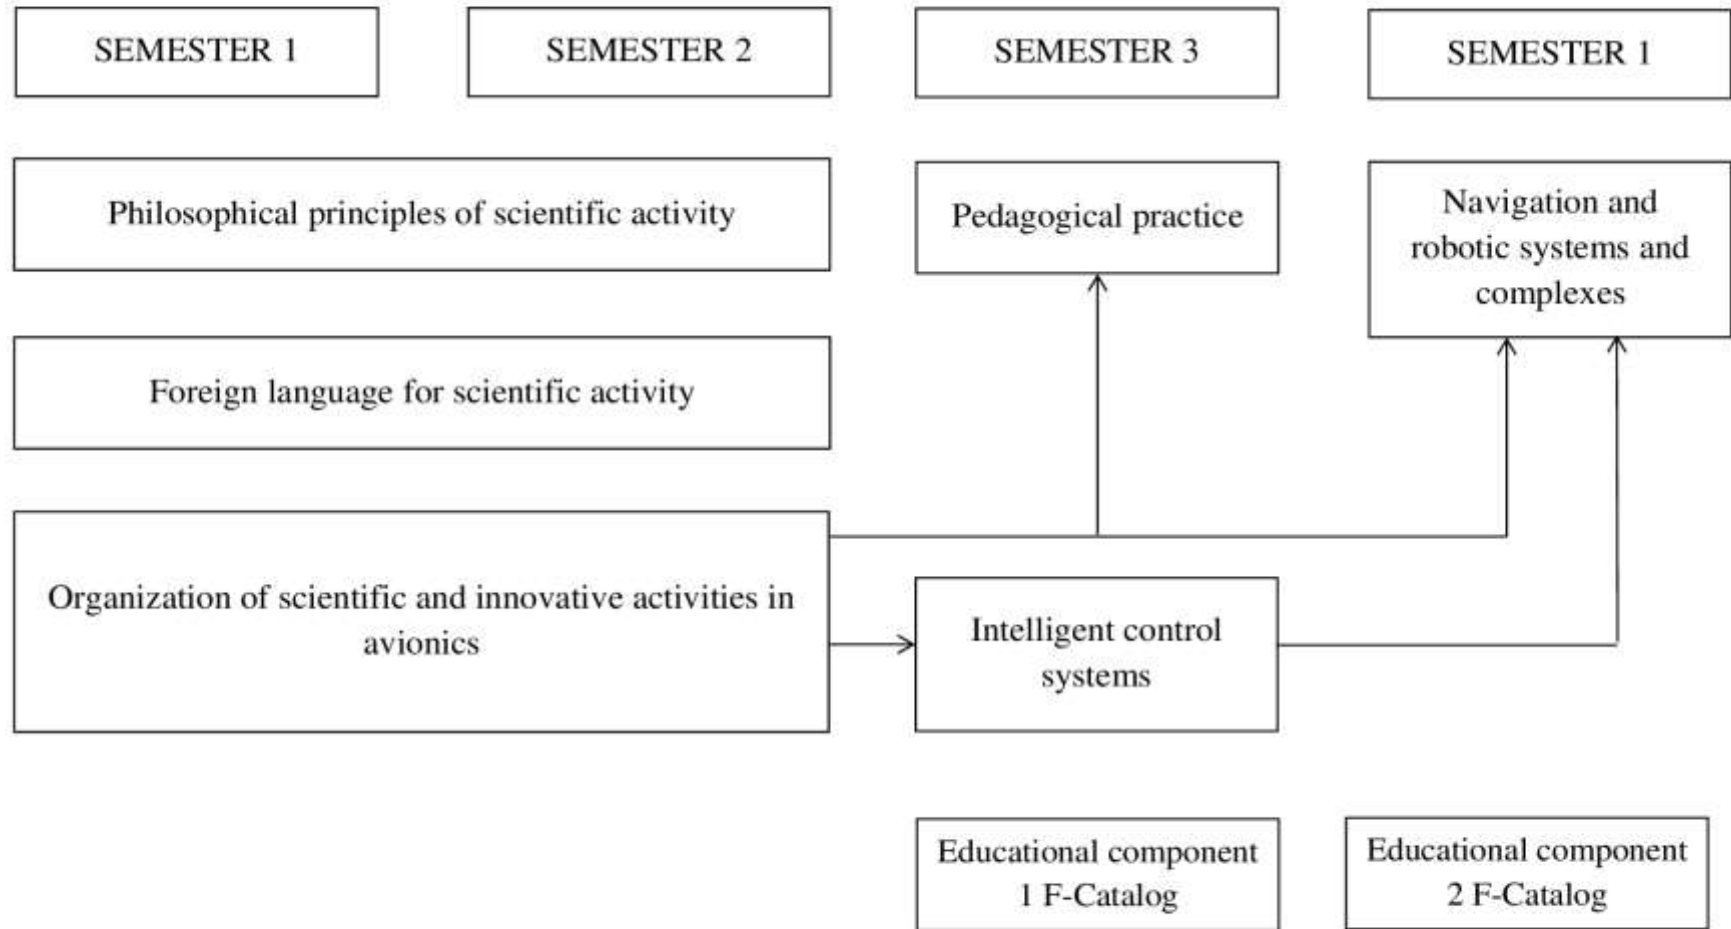 SEMESTER 1
SEMESTER 2
SEMESTER 3
SEMESTER 1
Philosophical principles of scientific activity
Pedagogical practice
Navigation and
robotic systems and
complexes
Foreign language for scientific activity
Organization of scientific and innovative activities in
avionics
Intelligent control
systems
Educational component
1 F-Catalog
Educational component
2 F-Catalog